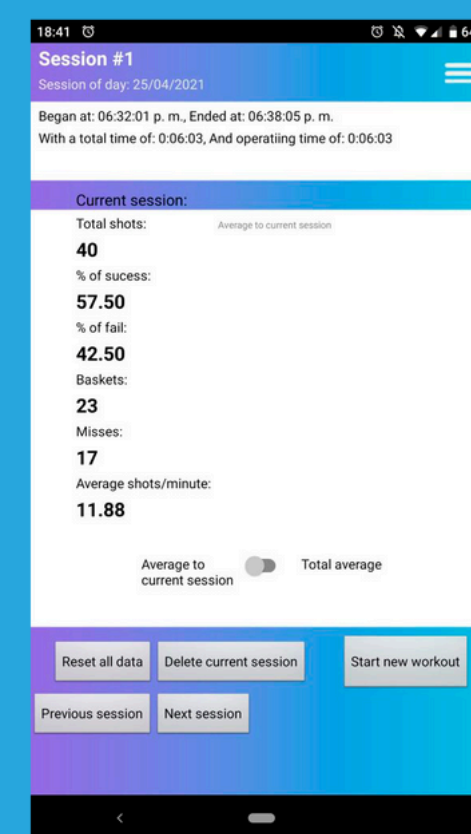 18:41 64
Session #1
Session of day: 25/04/2021
Began at: 06:32:01 p. m., Ended at: 06:38:05 p. m.
With a total time of: 0:06:03, And operatiing time of: 0:06:03
Current session:
Total shots: Average to current session
40
% of sucess:
57.50
% of fail:
42.50
Baskets:
23
Misses:
17
Average shots/minute:
11.88
Average to Total average
current session
Reset all data Delete current session Start new workout
Previous session Next session